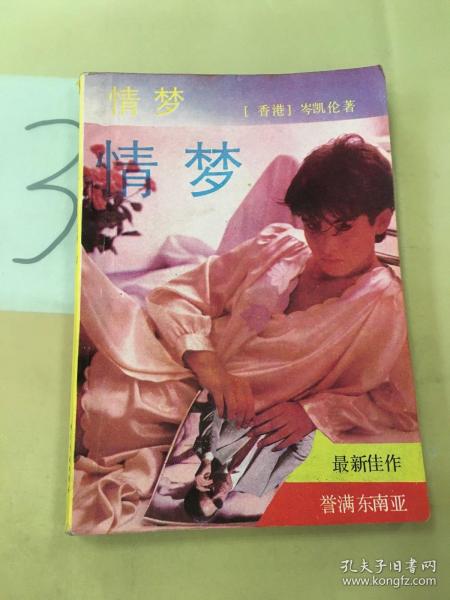 3
情梦
[香港] 岑凯伦著
情梦
最新佳作
誉满东南亚
孔夫子旧书网
www.kongfz.com